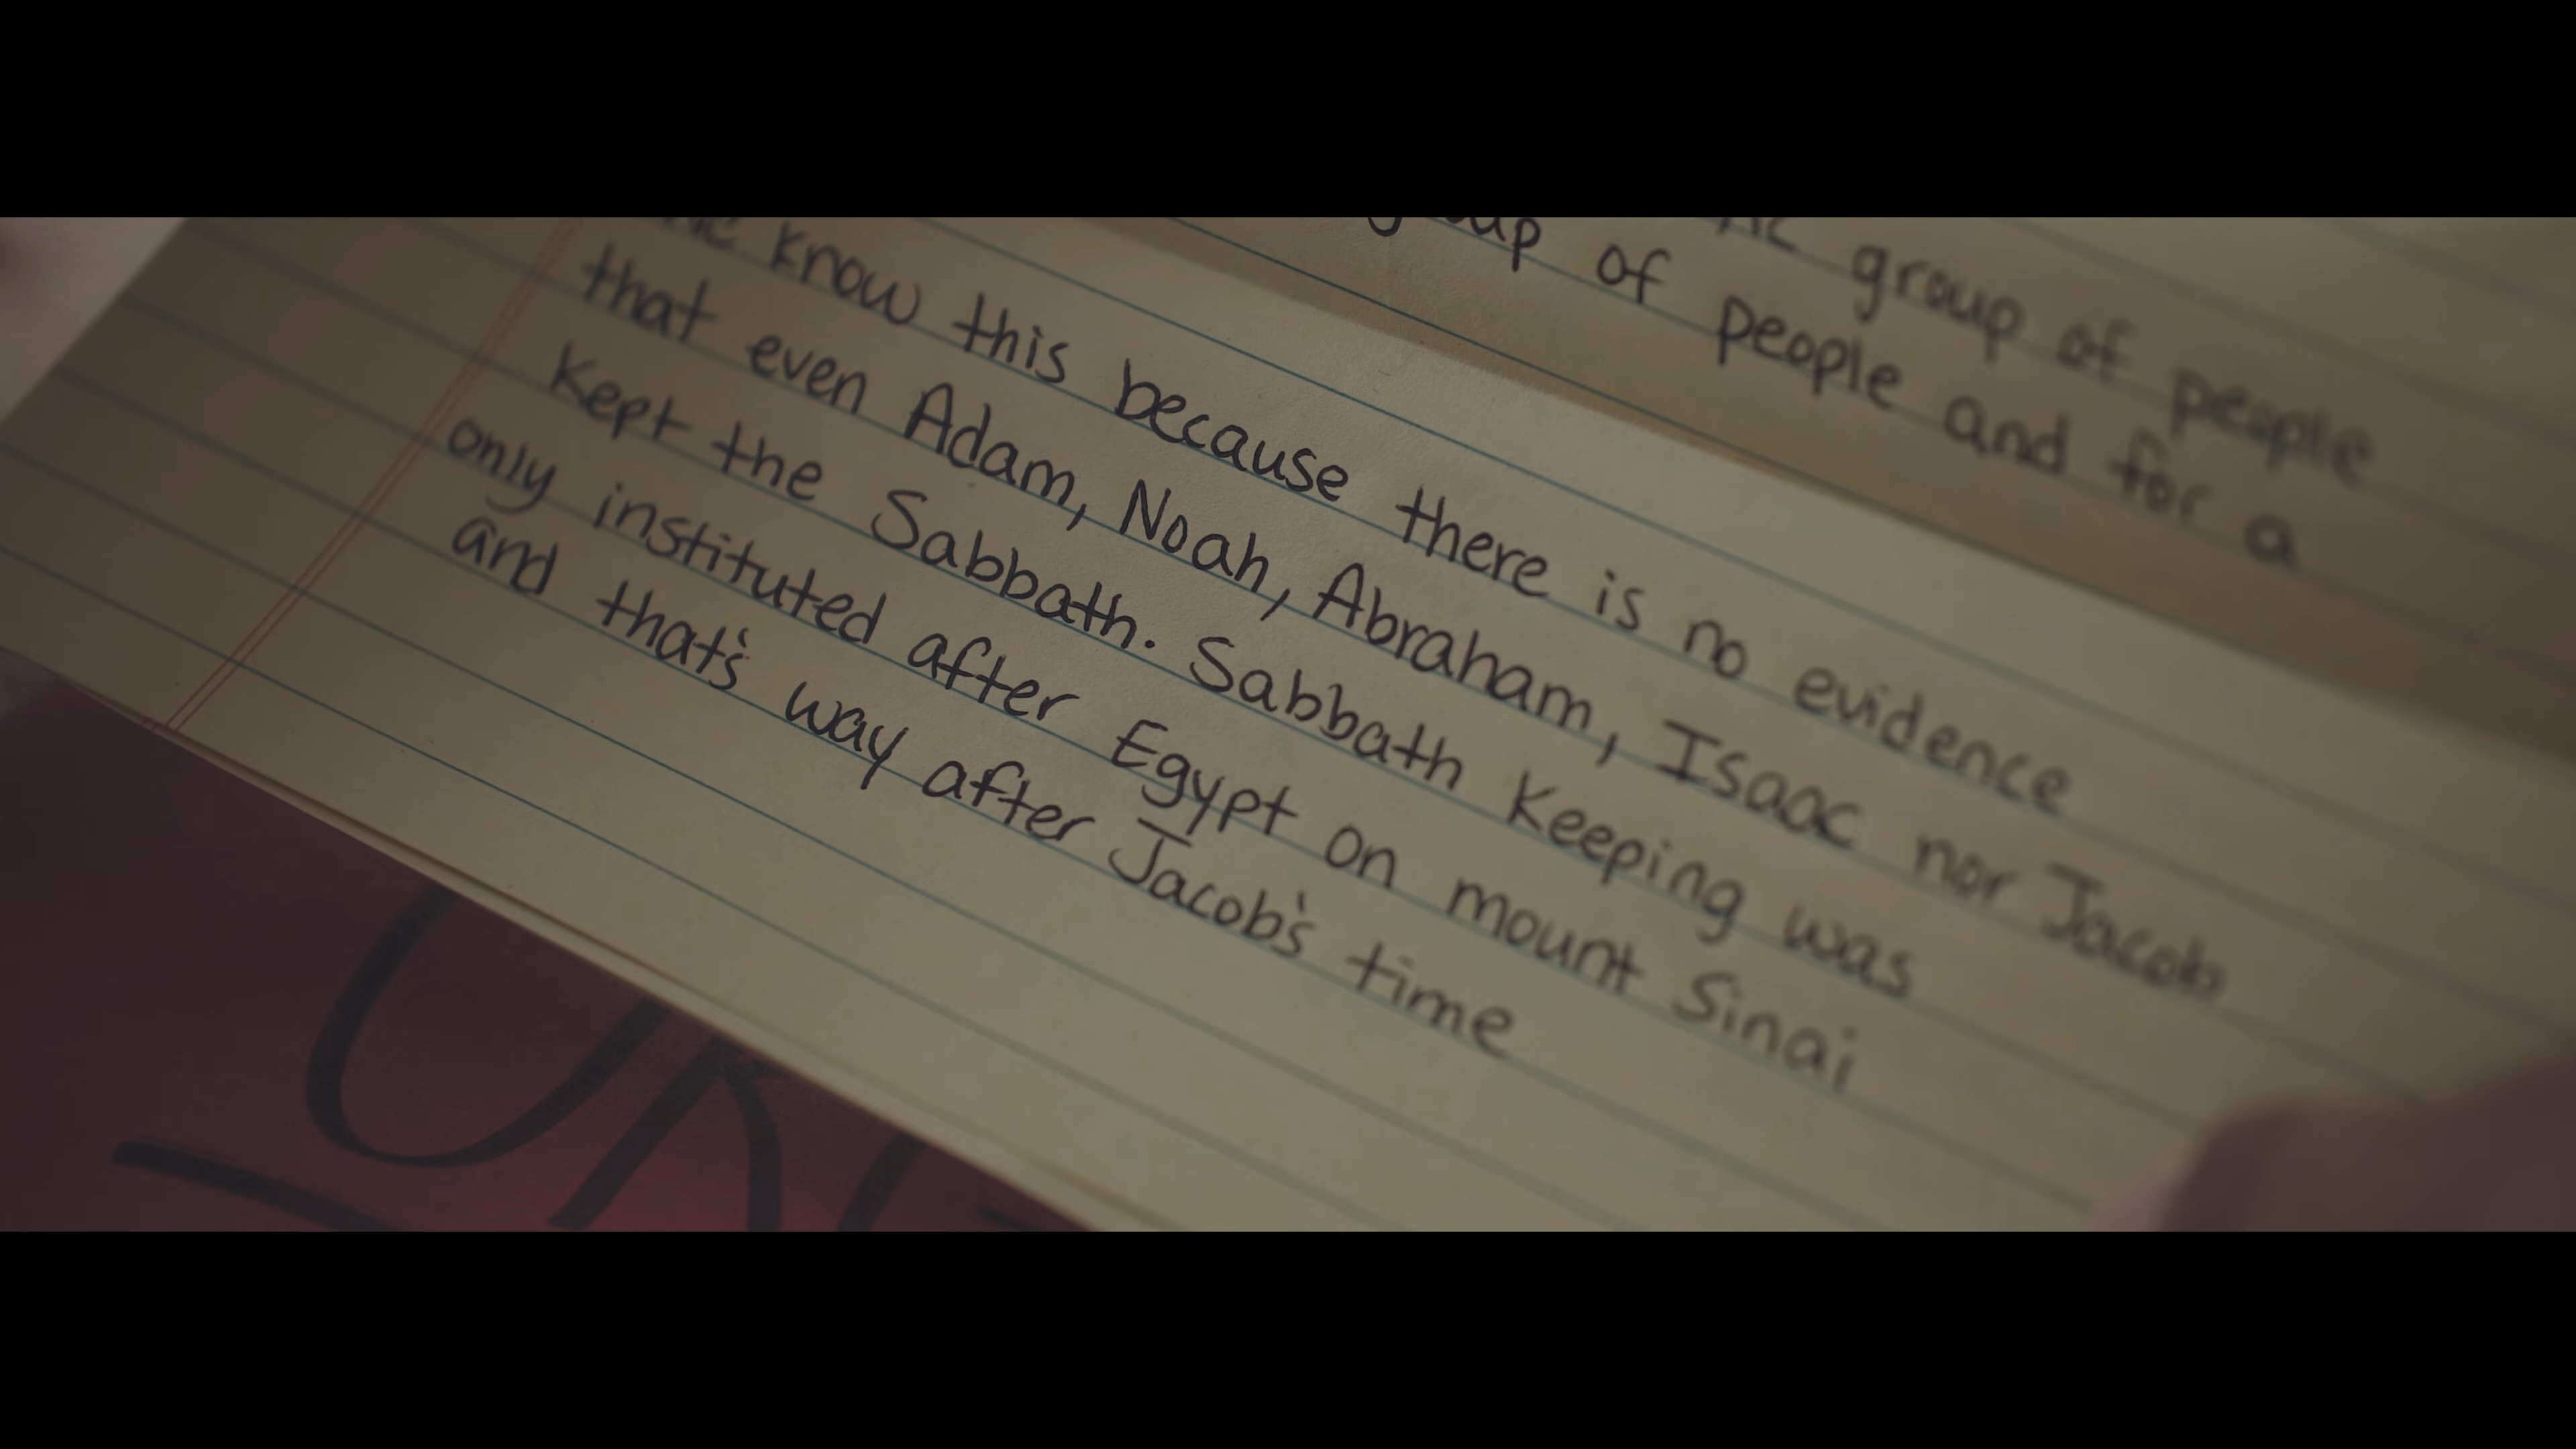 group of people
group of people and for a
know this because there is no evidence
that even Adam, Noah, Abraham, Isaac nor Jacob
Kept the Sabbath. Sabbath Keeping was
only instituted after Egypt on mount Sinai
and that's way after Jacob's time